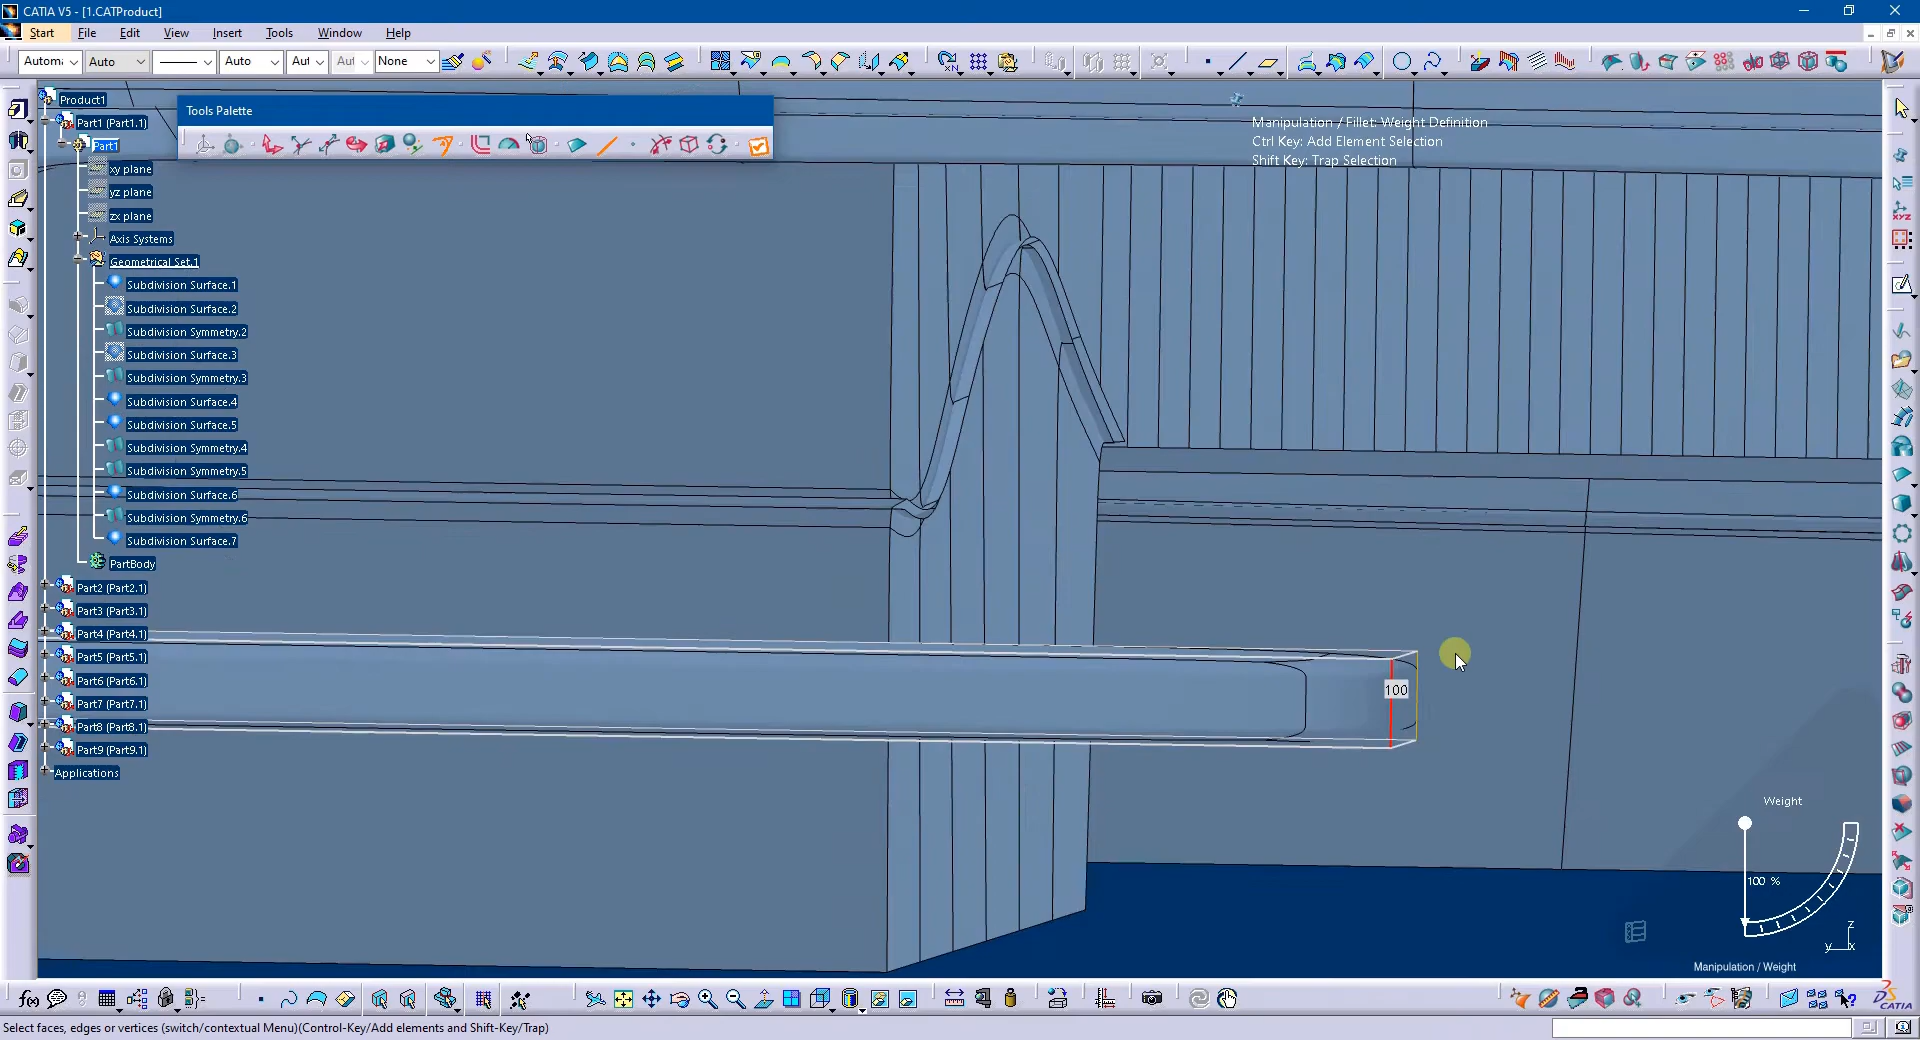 CATIA V5 - [1.CATProduct]
Start File Edit View Insert Tools Window Help
Automa Auto Auto Aut Aut None
Tools Palette
Product1
Part1 (Part1.1)
Part1
xy plane
yz plane
zx plane
Axis Systems
Geometrical Set.1
Subdivision Surface.1
Subdivision Surface.2
Subdivision Symmetry.2
Subdivision Surface.3
Subdivision Symmetry.3
Subdivision Surface.4
Subdivision Surface.5
Subdivision Symmetry.4
Subdivision Symmetry.5
Subdivision Surface.6
Subdivision Symmetry.6
Subdivision Surface.7
PartBody
Part2 (Part2.1)
Part3 (Part3.1)
Part4 (Part4.1)
Part5 (Part5.1)
Part6 (Part6.1)
Part7 (Part7.1)
Part8 (Part8.1)
Part9 (Part9.1)
Applications
Manipulation / Fillet: Weight Definition
Ctrl Key: Add Element Selection
Shift Key: Trap Selection
100
Weight
100 %
z
y x
Manipulation / Weight
f(x)
CATIA
Select faces, edges or vertices (switch/contextual Menu)(Control-Key/Add elements and Shift-Key/Trap)